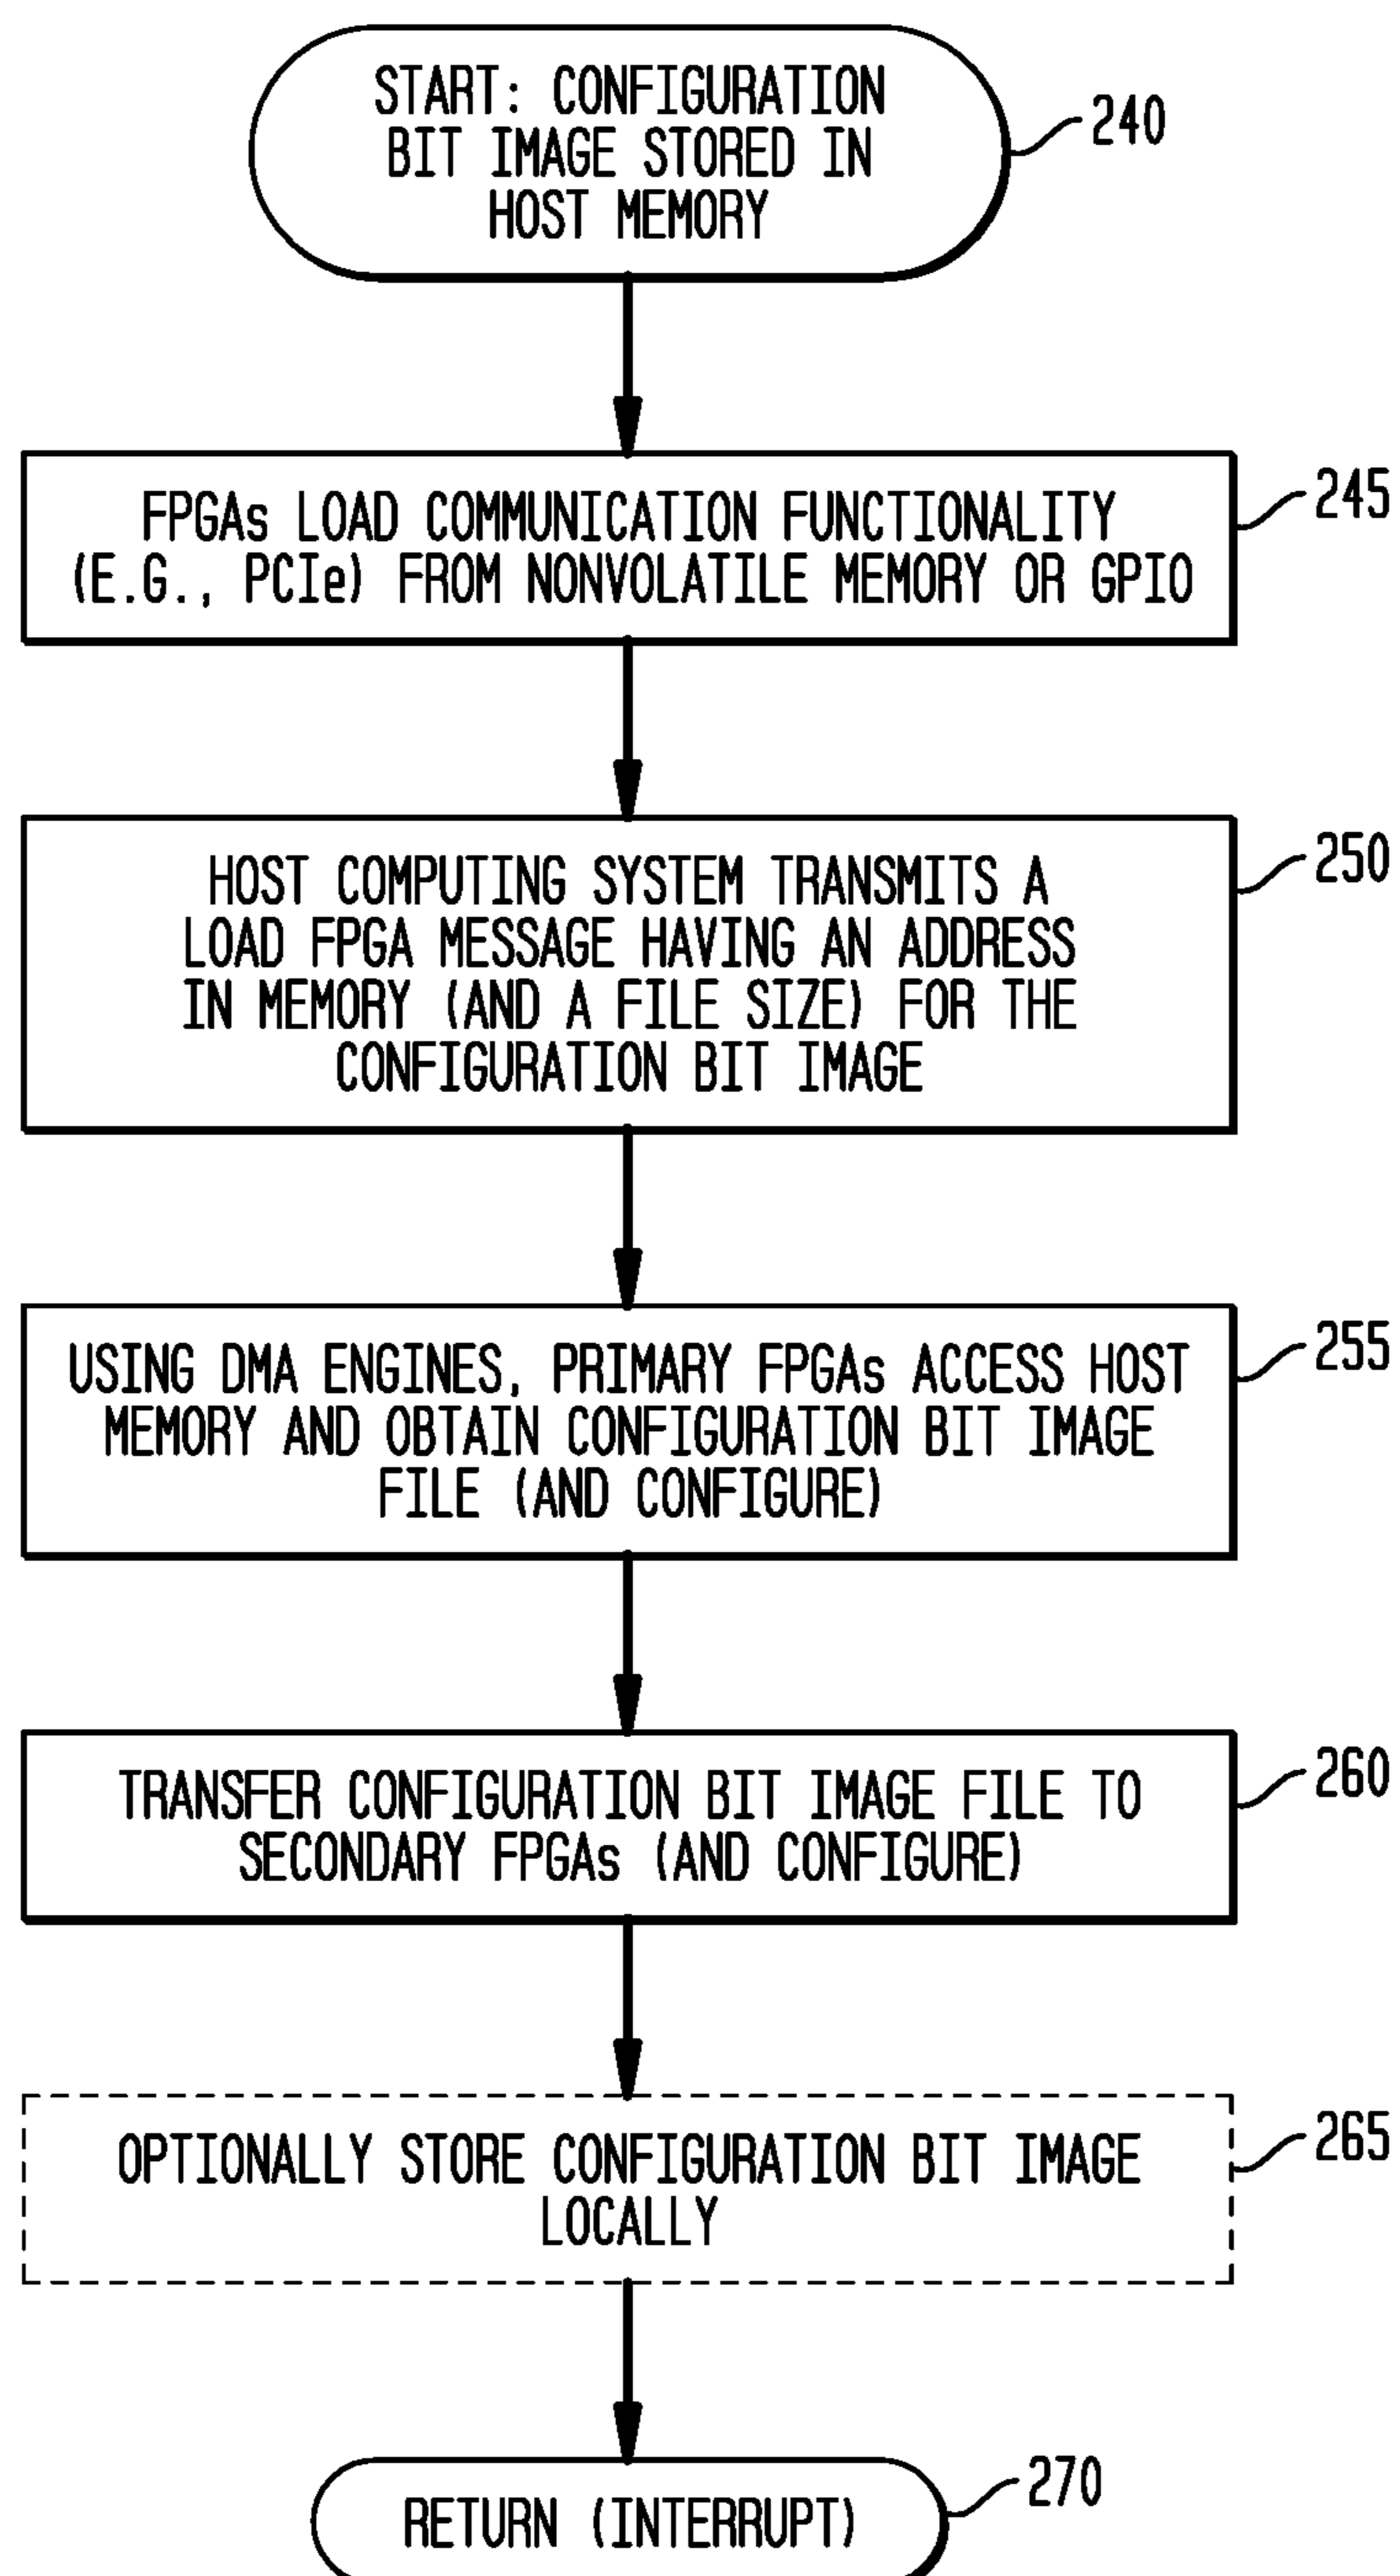 START: CONFIGURATION
BIT IMAGE STORED IN
HOST MEMORY
240
FPGAs LOAD COMMUNICATION FUNCTIONALITY
(E.G., PCIe) FROM NONVOLATILE MEMORY OR GPIO
245
HOST COMPUTING SYSTEM TRANSMITS A
LOAD FPGA MESSAGE HAVING AN ADDRESS
IN MEMORY (AND A FILE SIZE) FOR THE
CONFIGURATION BIT IMAGE
250
USING DMA ENGINES, PRIMARY FPGAs ACCESS HOST
MEMORY AND OBTAIN CONFIGURATION BIT IMAGE
FILE (AND CONFIGURE)
255
TRANSFER CONFIGURATION BIT IMAGE FILE TO
SECONDARY FPGAs (AND CONFIGURE)
260
OPTIONALLY STORE CONFIGURATION BIT IMAGE
LOCALLY
265
RETURN (INTERRUPT)
270